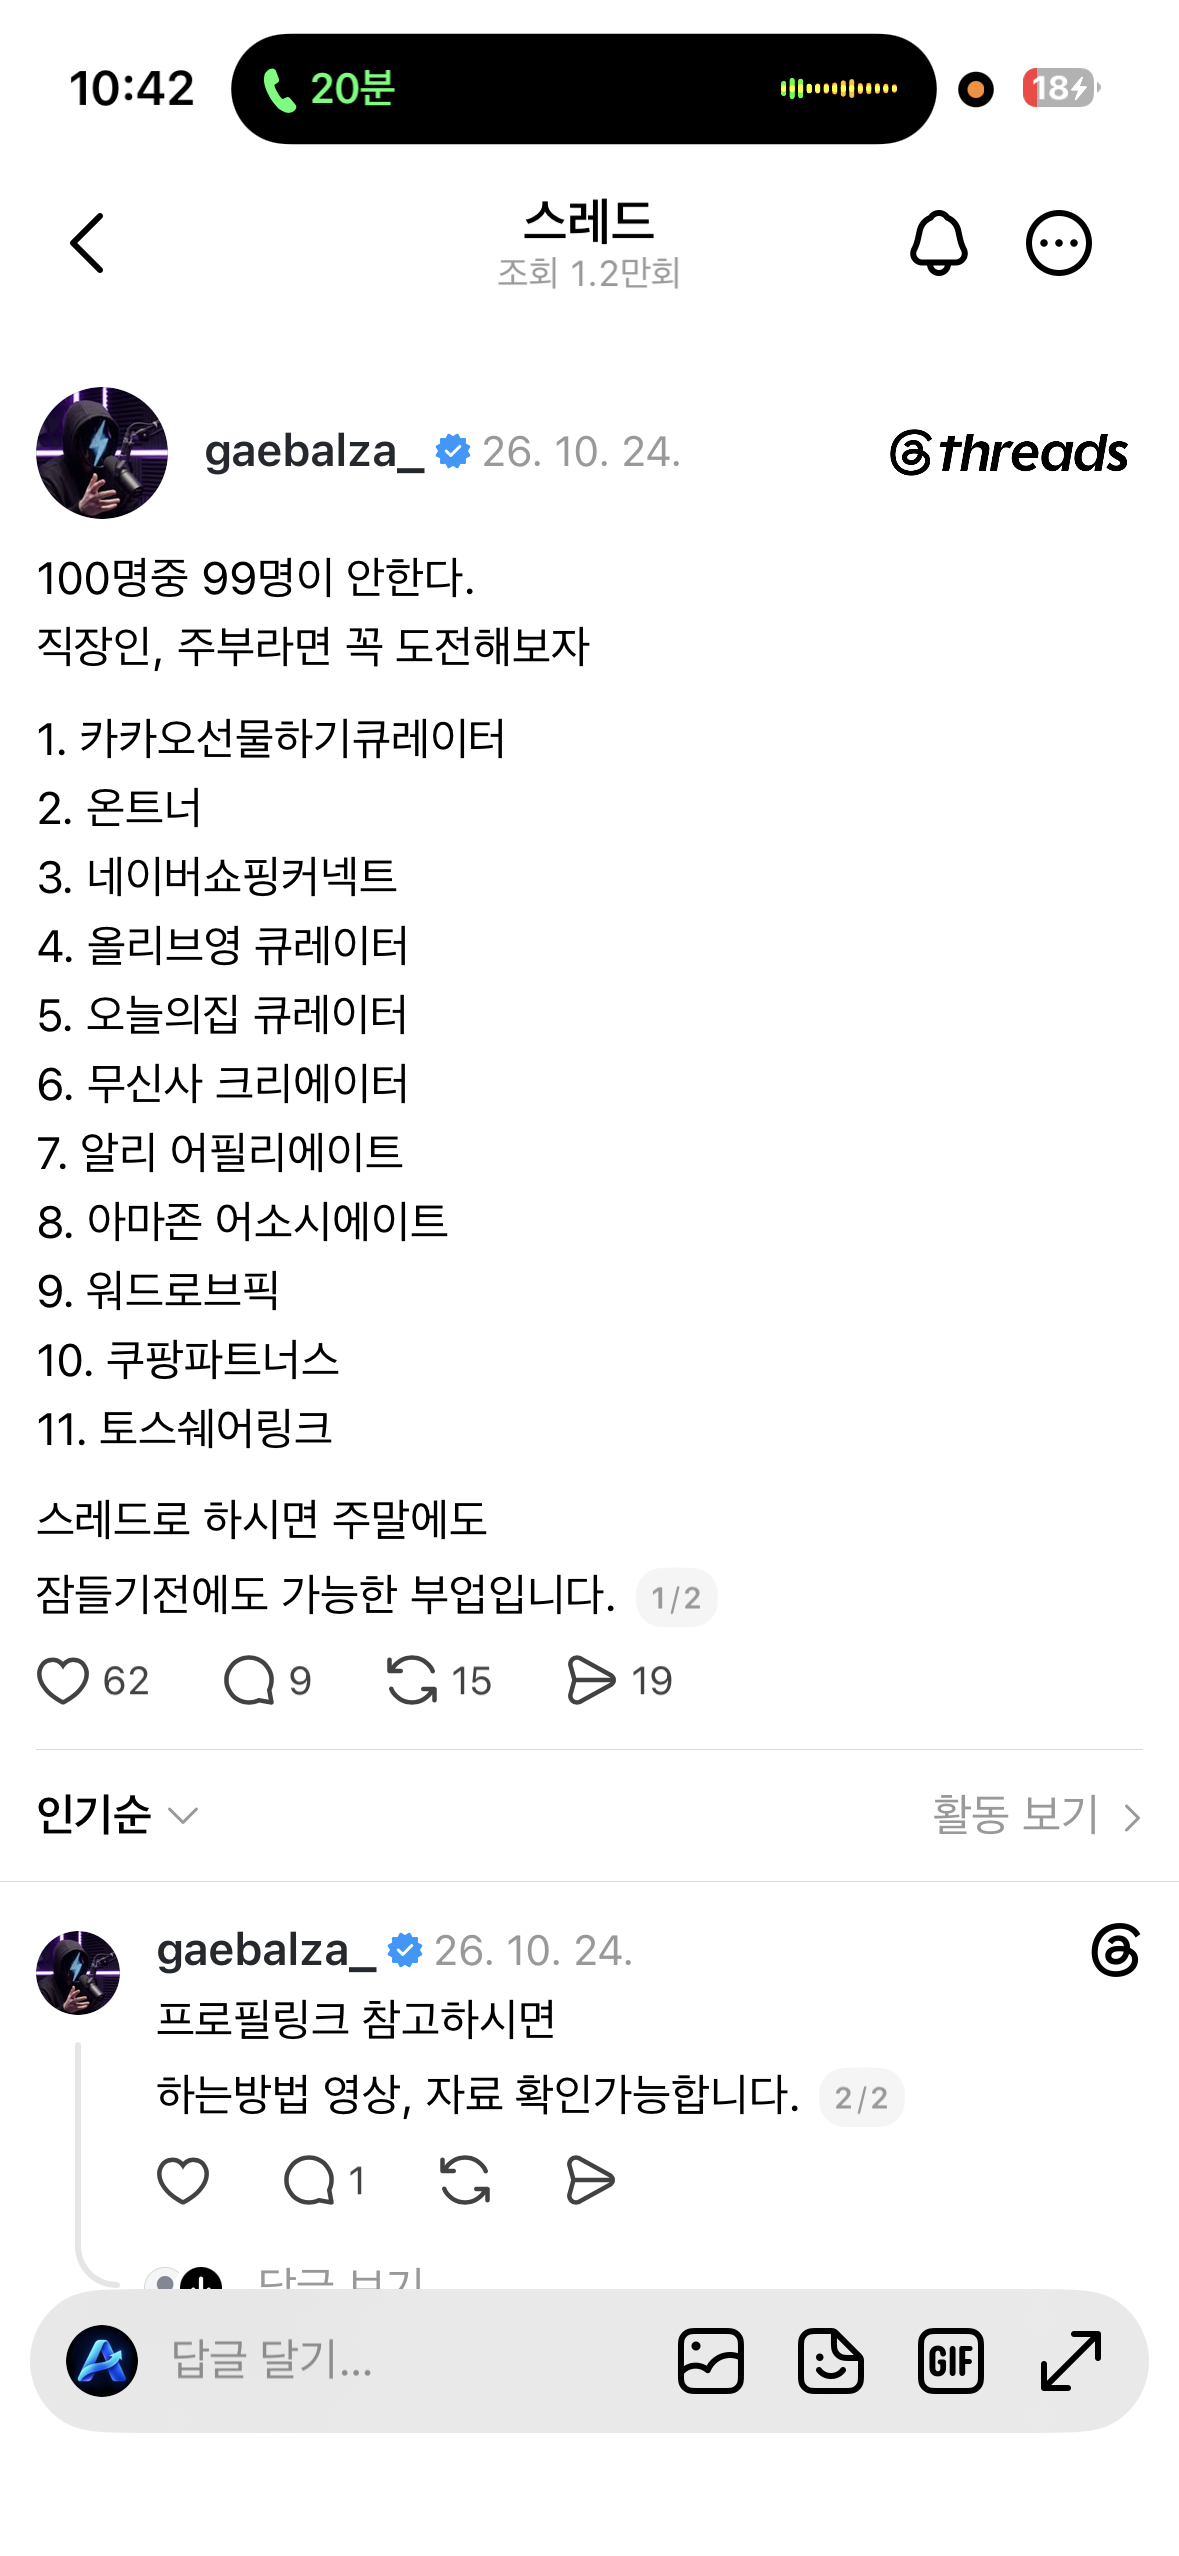 10:42
20분
18
스레드
조회 1.2만회
gaebalza_ 26. 10. 24.
threads
100명중 99명이 안한다.
직장인, 주부라면 꼭 도전해보자
1. 카카오선물하기큐레이터
2. 온트너
3. 네이버쇼핑커넥트
4. 올리브영 큐레이터
5. 오늘의집 큐레이터
6. 무신사 크리에이터
7. 알리 어필리에이트
8. 아마존 어소시에이트
9. 워드로브픽
10. 쿠팡파트너스
11. 토스쉐어링크
스레드로 하시면 주말에도
잠들기전에도 가능한 부업입니다. 1/2
62 9 15 19
인기순
활동 보기
gaebalza_ 26. 10. 24.
프로필링크 참고하시면
하는방법 영상, 자료 확인가능합니다. 2/2
1
답글 보기
답글 달기...
GIF